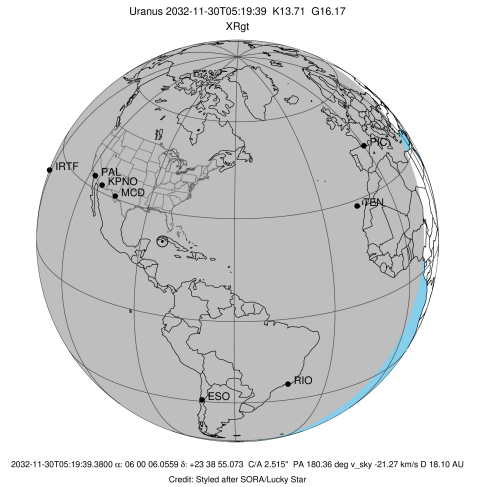 Uranus 2032-11-30T05:19:39 K13.71 G16.17
XRgt
IRTF
PAL
KPNO
MCD
PIC
TEN
RIO
ESO
2032-11-30T05:19:39.3800 α: 06 00 06.0559 δ: +23 38 55.073 C/A 2.515" PA 180.36 deg v_sky -21.27 km/s D 18.10 AU
Credit: Styled after SORA/Lucky Star